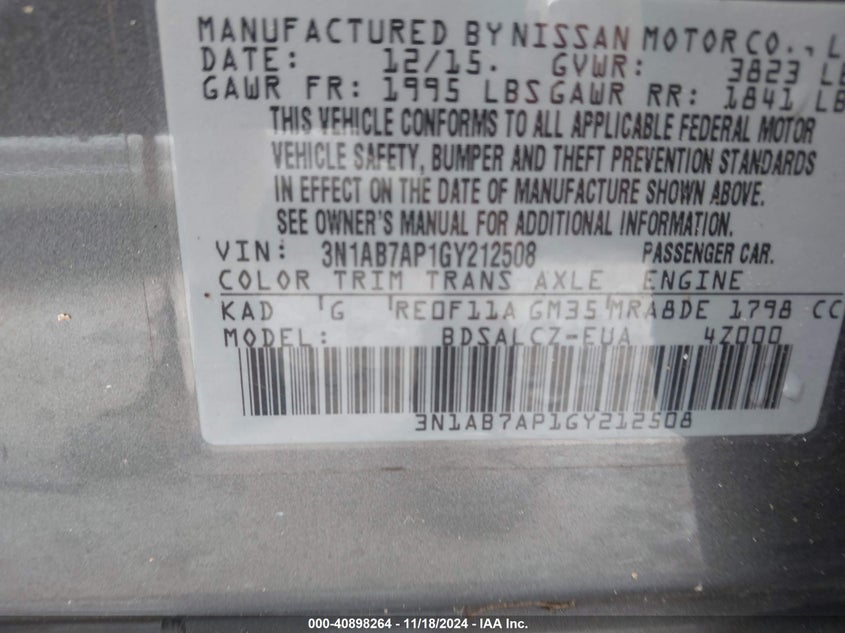 MANUFACTURED BY NISSAN MOTOR CO., L
DATE: 12/15. GVWR: 3823 LB
GAWR FR: 1995 LBS GAWR RR: 1841 LB
THIS VEHICLE CONFORMS TO ALL APPLICABLE FEDERAL MOTOR
VEHICLE SAFETY, BUMPER AND THEFT PREVENTION STANDARDS
IN EFFECT ON THE DATE OF MANUFACTURE SHOWN ABOVE.
SEE OWNER'S MANUAL FOR ADDITIONAL INFORMATION.
VIN: 3N1AB7AP1GY212508 PASSENGER CAR.
COLOR TRIM TRANS AXLE ENGINE
KAD 'G 'RE0F11A GM35 'MRA8DE 1798 CC
MODEL: BDSALCZ-EUA 4Z000
3N1AB7AP1GY212508
000-40898264 - 11/18/2024 - IAA Inc.